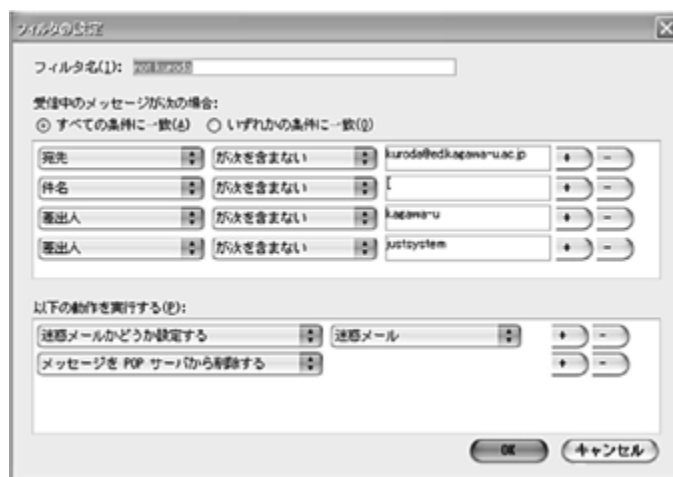 フィルタの設定
フィルタ名(I):
受信中のメッセージが次の場合:
すべての条件に一致(A) いずれかの条件に一致(O)
宛先 が次を含まない kuroda@ed.kagawa-u.ac.jp + -
件名 が次を含まない [ + -
差出人 が次を含まない kagawa-u + -
差出人 が次を含まない justsystem + -
以下の動作を実行する(P):
迷惑メールかどうか設定する 迷惑メール + -
メッセージを POP サーバから削除する + -
OK キャンセル